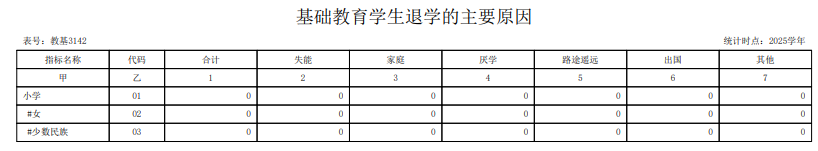 基础教育学生退学的主要原因
表号：教基3142 统计时点：2025学年
指标名称 代码 合计 失能 家庭 厌学 路途遥远 出国 其他
甲 乙 1 2 3 4 5 6 7
小学 01 0 0 0 0 0 0 0
#女 02 0 0 0 0 0 0 0
#少数民族 03 0 0 0 0 0 0 0